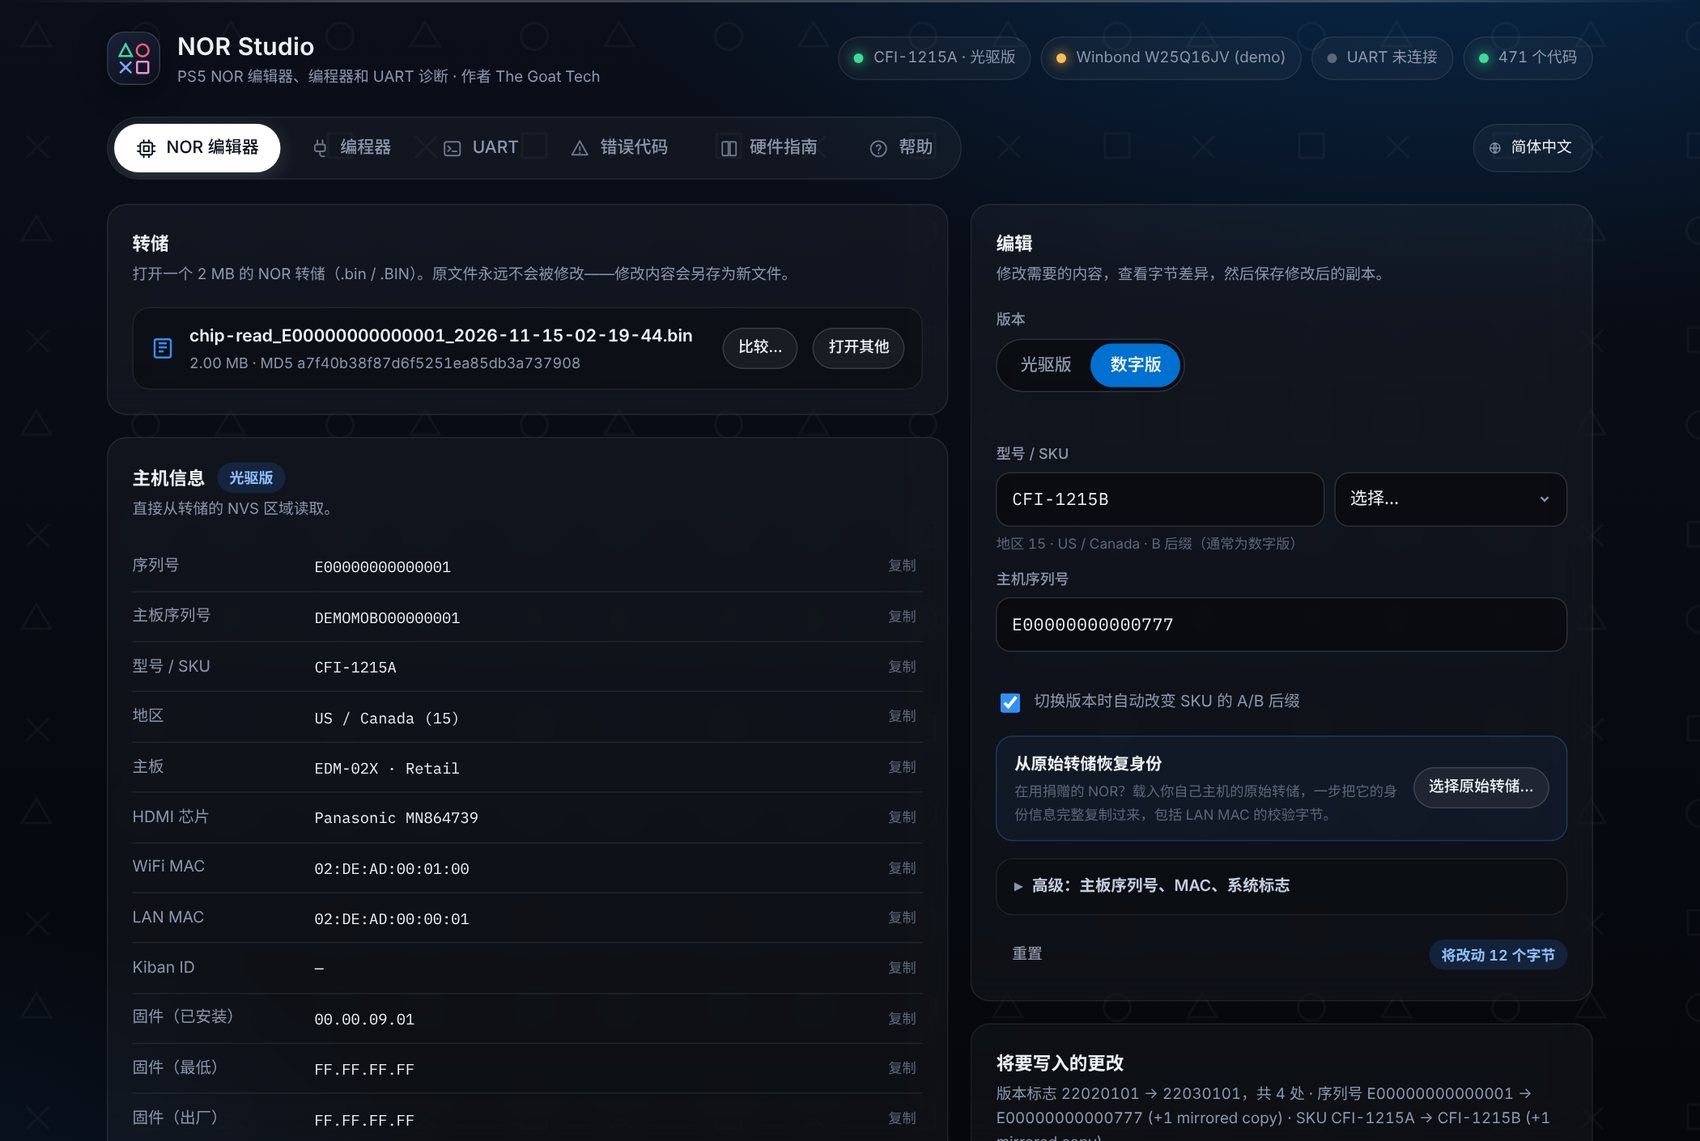 NOR Studio
PS5 NOR 编辑器、编程器和 UART 诊断 · 作者 The Goat Tech
CFI-1215A · 光驱版
Winbond W25Q16JV (demo)
UART 未连接
471 个代码
NOR 编辑器
编程器
UART
错误代码
硬件指南
帮助
简体中文
转储
打开一个 2 MB 的 NOR 转储（.bin / .BIN）。原文件永远不会被修改——修改内容会另存为新文件。
chip-read_E00000000000001_2026-11-15-02-19-44.bin
2.00 MB · MD5 a7f40b38f87d6f5251ea85db3a737908
比较...
打开其他
主机信息
光驱版
直接从转储的 NVS 区域读取。
序列号 E00000000000001 复制
主板序列号 DEMOMOBO00000001 复制
型号 / SKU CFI-1215A 复制
地区 US / Canada (15) 复制
主板 EDM-02X · Retail 复制
HDMI 芯片 Panasonic MN864739 复制
WiFi MAC 02:DE:AD:00:01:00 复制
LAN MAC 02:DE:AD:00:00:01 复制
Kiban ID — 复制
固件（已安装） 00.00.09.01 复制
固件（最低） FF.FF.FF.FF 复制
固件（出厂） FF.FF.FF.FF 复制
编辑
修改需要的内容，查看字节差异，然后保存修改后的副本。
版本
光驱版
数字版
型号 / SKU
CFI-1215B
选择...
地区 15 · US / Canada · B 后缀（通常为数字版）
主机序列号
E00000000000777
切换版本时自动改变 SKU 的 A/B 后缀
从原始转储恢复身份
在用捐赠的 NOR？载入你自己主机的原始转储，一步把它的身
份信息完整复制过来，包括 LAN MAC 的校验字节。
选择原始转储...
高级：主板序列号、MAC、系统标志
重置
将改动 12 个字节
将要写入的更改
版本标志 22020101 → 22030101，共 4 处 · 序列号 E00000000000001 →
E00000000000777 (+1 mirrored copy) · SKU CFI-1215A → CFI-1215B (+1
mirrored copy)